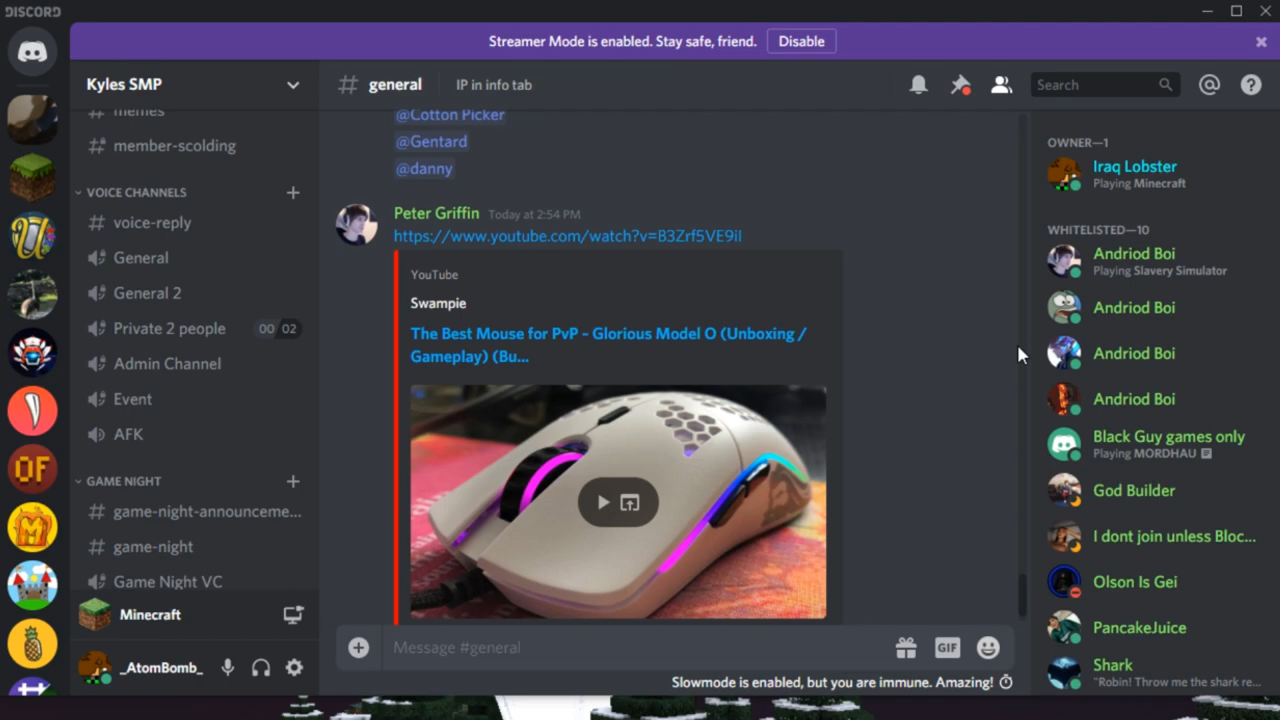 DISCORD
Streamer Mode is enabled. Stay safe, friend.
Disable
Kyles SMP
# general
IP in info tab
Search
memes
member-scolding
VOICE CHANNELS
voice-reply
General
General 2
Private 2 people
00 02
Admin Channel
Event
AFK
GAME NIGHT
game-night-announceme...
game-night
Game Night VC
Minecraft
_AtomBomb_
@Cotton Picker
@Gentard
@danny
Peter Griffin Today at 2:54 PM
https://www.youtube.com/watch?v=B3Zrf5VE9iI
YouTube
Swampie
The Best Mouse for PvP - Glorious Model O (Unboxing /
Gameplay) (Bu...
Message #general
GIF
Slowmode is enabled, but you are immune. Amazing!
OWNER—1
Iraq Lobster
Playing Minecraft
WHITELISTED—10
Andriod Boi
Playing Slavery Simulator
Andriod Boi
Andriod Boi
Andriod Boi
Black Guy games only
Playing MORDHAU
God Builder
I dont join unless Bloc...
Olson Is Gei
PancakeJuice
Shark
"Robin! Throw me the shark re...
OF